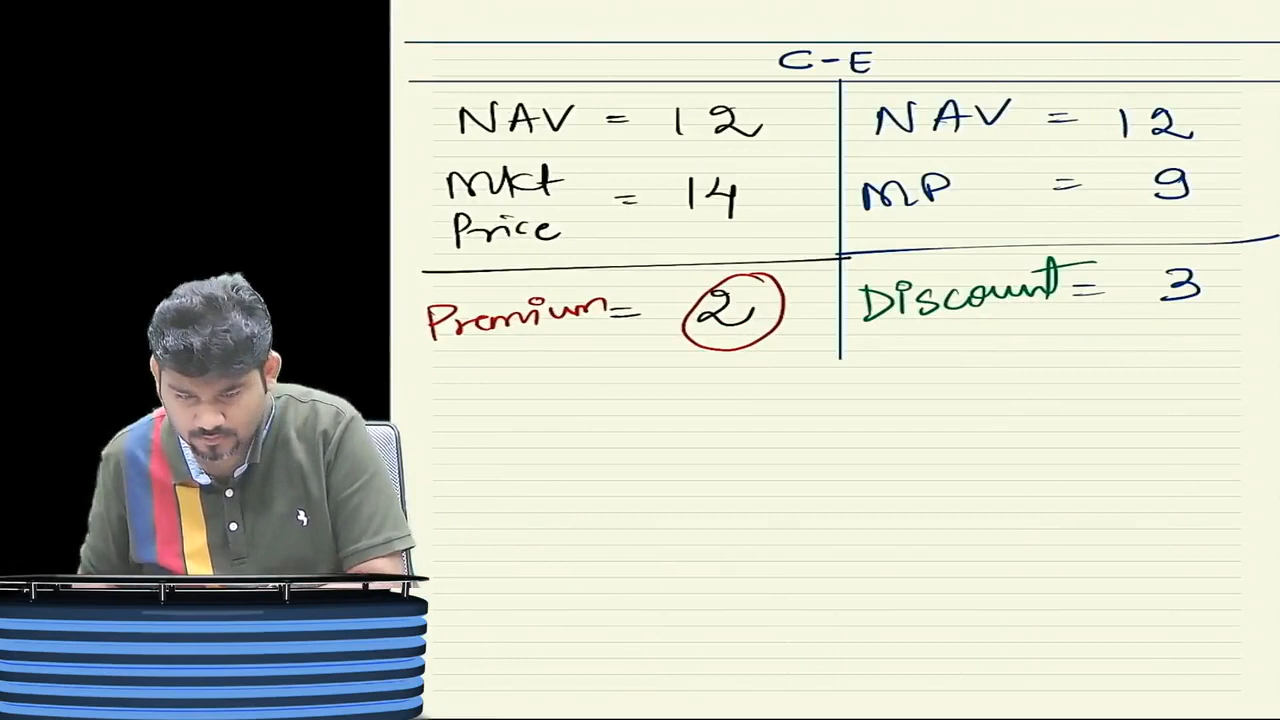 C-E
NAV = 12
Mkt Price = 14
Premium = 2
NAV = 12
MP = 9
Discount = 3